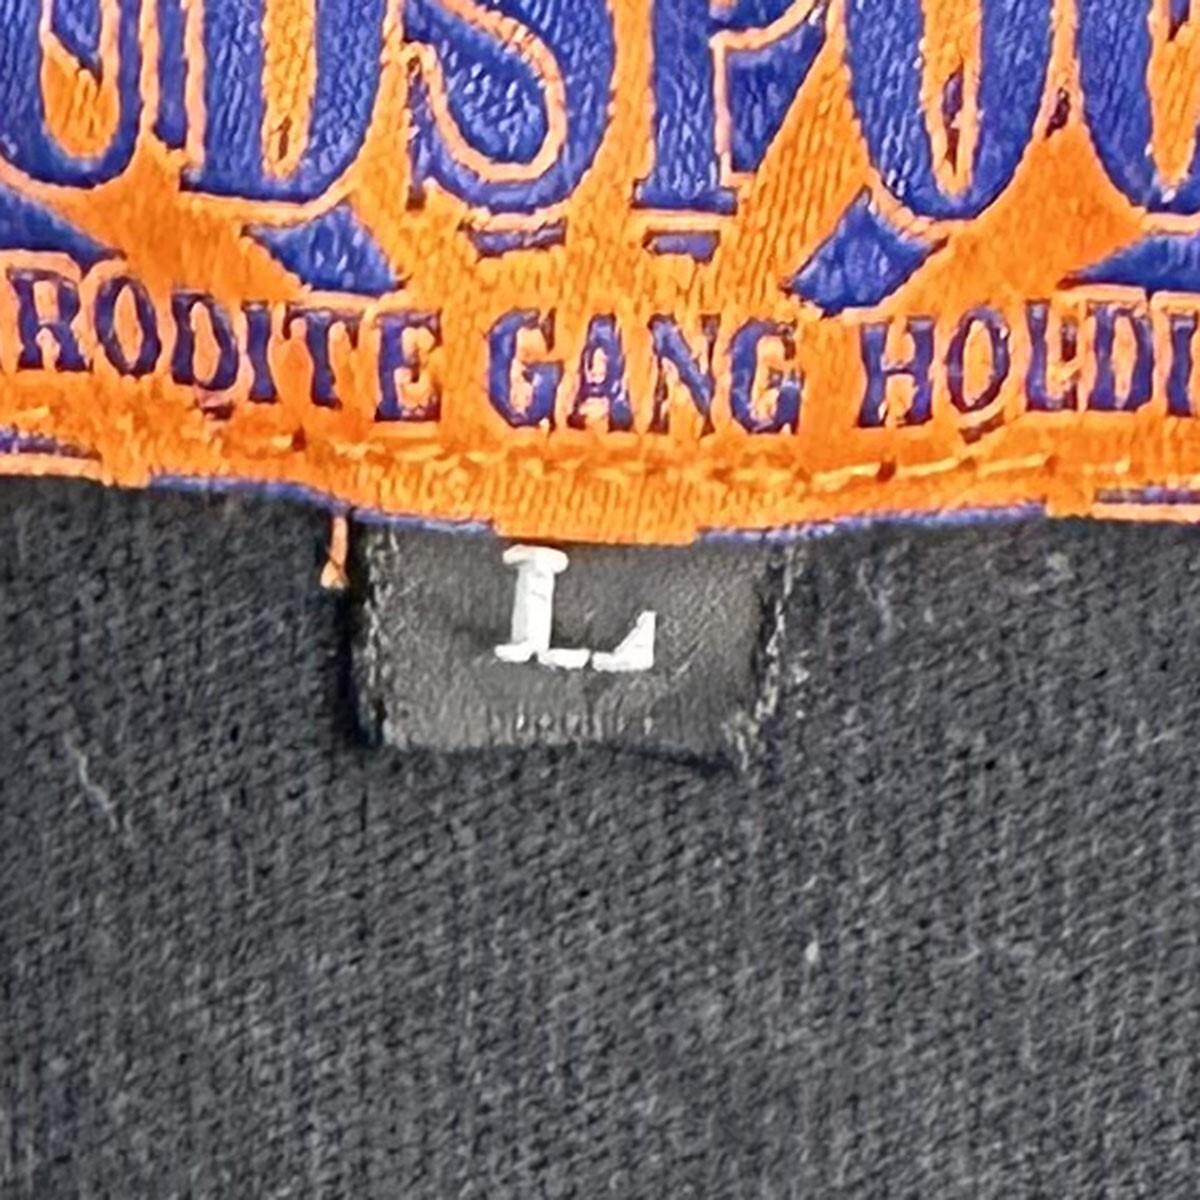 UDSPOO
RODITE GANG HOLDI
L